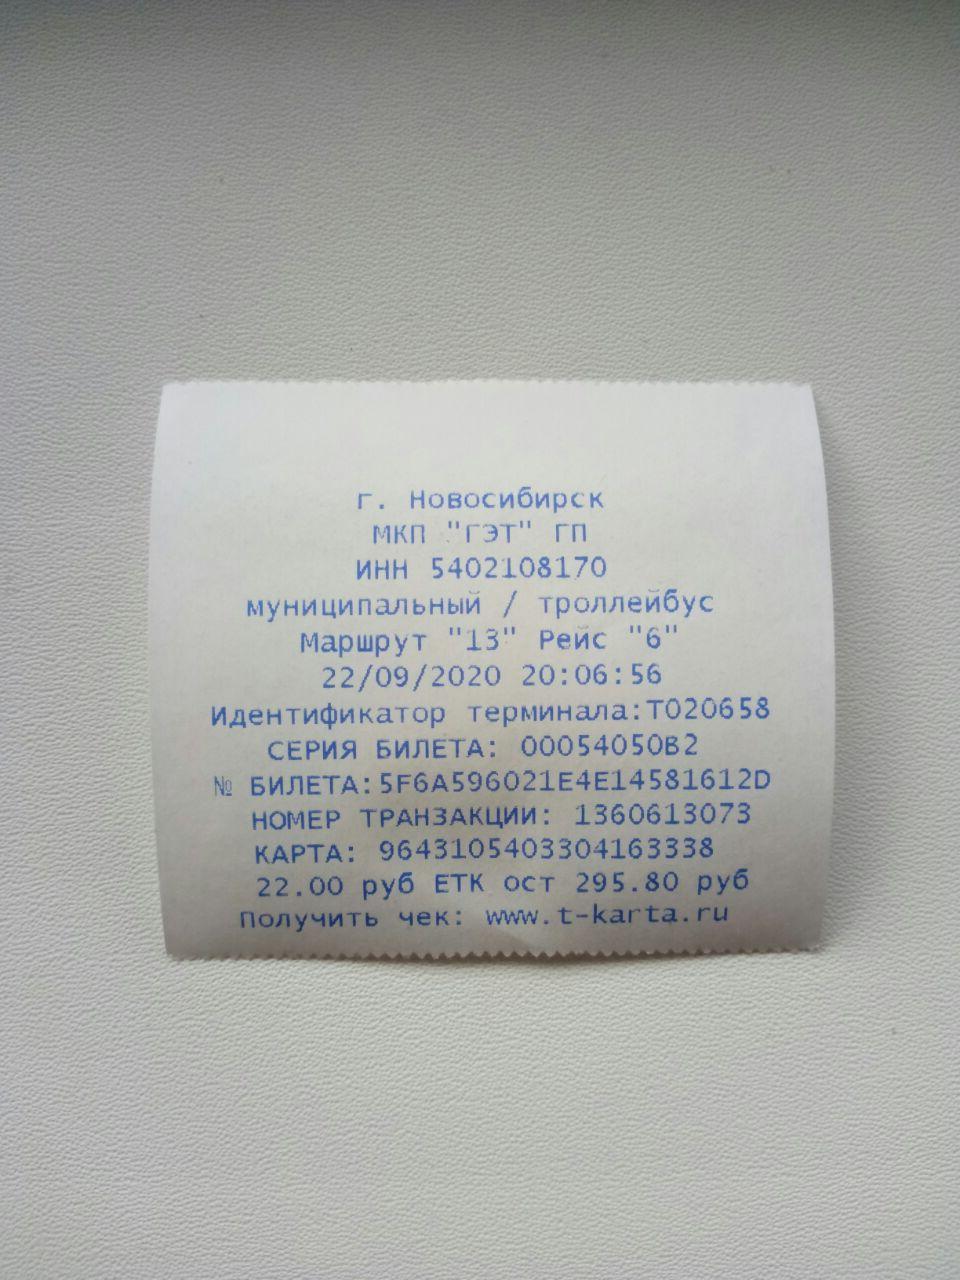 г. Новосибирск
МКП "ГЭТ" ГП
ИНН 5402108170
муниципальный / троллейбус
Маршрут "13" Рейс "6"
22/09/2020 20:06:56
Идентификатор терминала:T020658
СЕРИЯ БИЛЕТА: 00054050B2
№ БИЛЕТА:5F6A596021E4E14581612D
НОМЕР ТРАНЗАКЦИИ: 1360613073
КАРТА: 9643105403304163338
22.00 руб ЕТК ост 295.80 руб
Получить чек: www.t-karta.ru